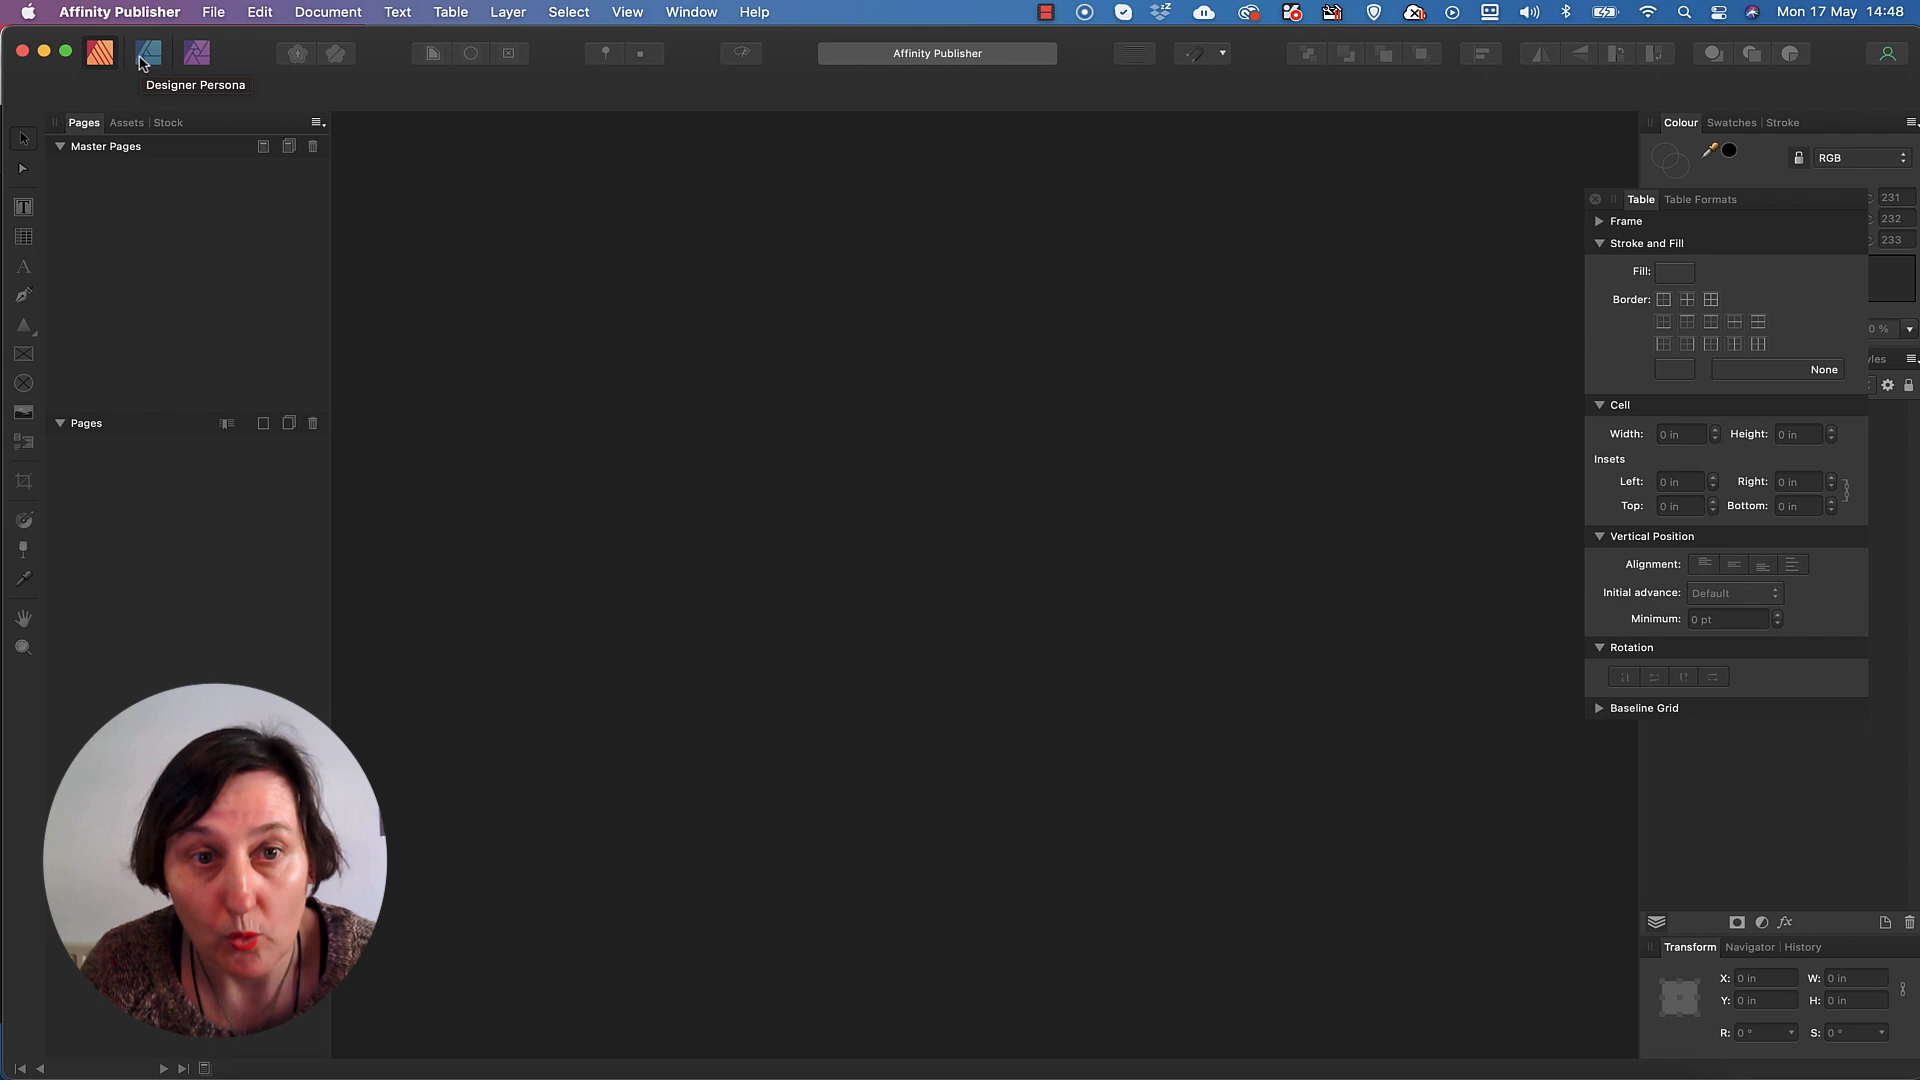 Affinity Publisher File Edit Document Text Table Layer Select View Window Help Mon 17 May 14:48
Affinity Publisher
Designer Persona
Pages Assets Stock
Master Pages
Pages
Colour Swatches Stroke
RGB
231
232
233
0 %
yles
Table Table Formats
Frame
Stroke and Fill
Fill:
Border:
None
Cell
Width: 0 in Height: 0 in
Insets
Left: 0 in Right: 0 in
Top: 0 in Bottom: 0 in
Vertical Position
Alignment:
Initial advance: Default
Minimum: 0 pt
Rotation
Baseline Grid
fx
Transform Navigator History
X: 0 in W: 0 in
Y: 0 in H: 0 in
R: 0 ° S: 0 °